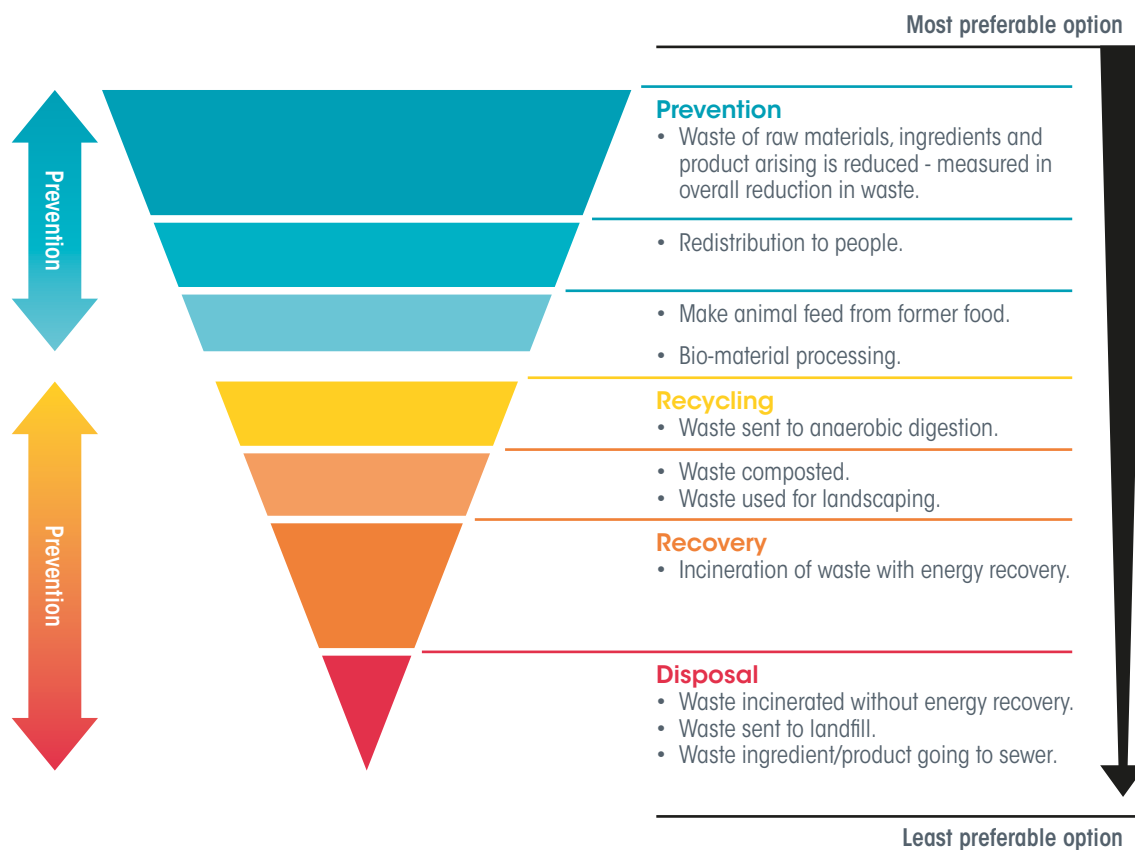 Most preferable option
Prevention
Prevention
• Waste of raw materials, ingredients and
product arising is reduced - measured in
overall reduction in waste.
• Redistribution to people.
• Make animal feed from former food.
• Bio-material processing.
Prevention
Recycling
• Waste sent to anaerobic digestion.
• Waste composted.
• Waste used for landscaping.
Recovery
• Incineration of waste with energy recovery.
Disposal
• Waste incinerated without energy recovery.
• Waste sent to landfill.
• Waste ingredient/product going to sewer.
Least preferable option